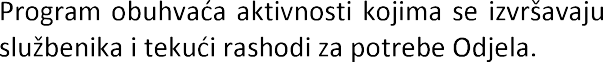 Program obuhvaća aktivnosti kojima se izvršavaju
službenika i tekući rashodi za potrebe Odjela.